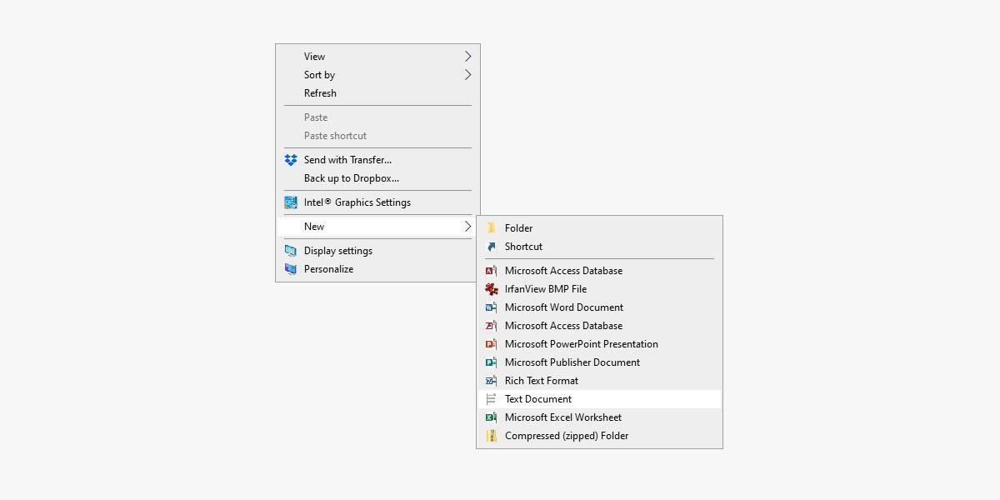 View
Sort by
Refresh
Paste
Paste shortcut
Send with Transfer...
Back up to Dropbox...
Intel® Graphics Settings
New
Display settings
Personalize
Folder
Shortcut
Microsoft Access Database
IrfanView BMP File
Microsoft Word Document
Microsoft Access Database
Microsoft PowerPoint Presentation
Microsoft Publisher Document
Rich Text Format
Text Document
Microsoft Excel Worksheet
Compressed (zipped) Folder